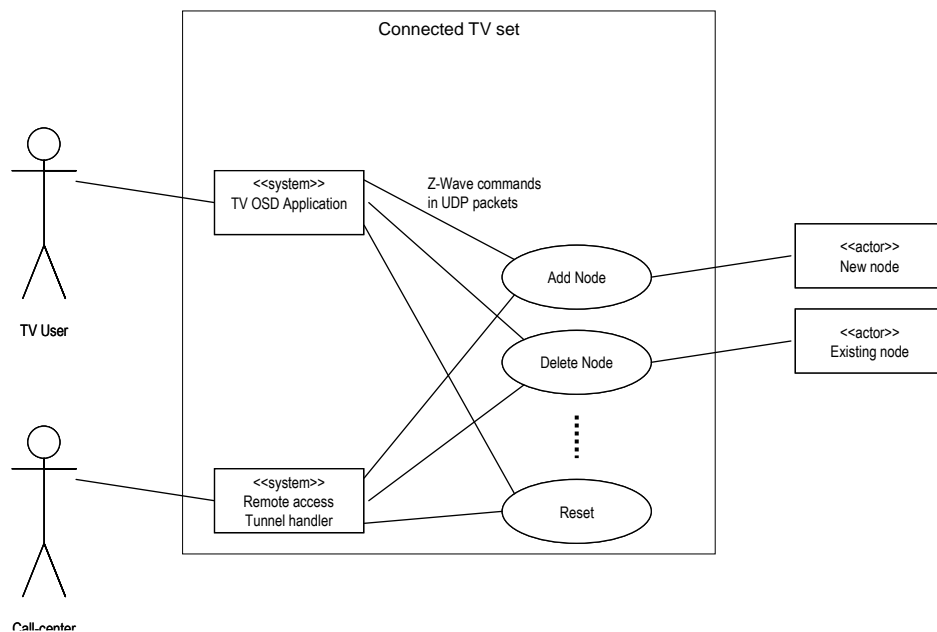 Connected TV set
<<system>>
TV OSD Application
Z-Wave commands
in UDP packets
<<actor>>
New node
Add Node
TV User
<<actor>>
Existing node
Delete Node
<<system>>
Remote access
Tunnel handler
Reset
Call-center